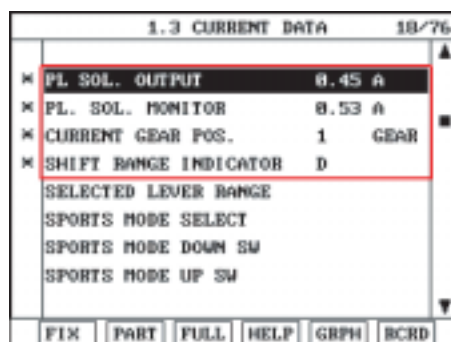 1.3 CURRENT DATA 18/76
× PL SOL. OUTPUT 0.45 A
× PL. SOL. MONITOR 0.53 A
× CURRENT GEAR POS. 1 GEAR
× SHIFT RANGE INDICATOR D
SELECTED LEVER RANGE
SPORTS MODE SELECT
SPORTS MODE DOWN SW
SPORTS MODE UP SW
FIX PART FULL HELP GRPH RCRD